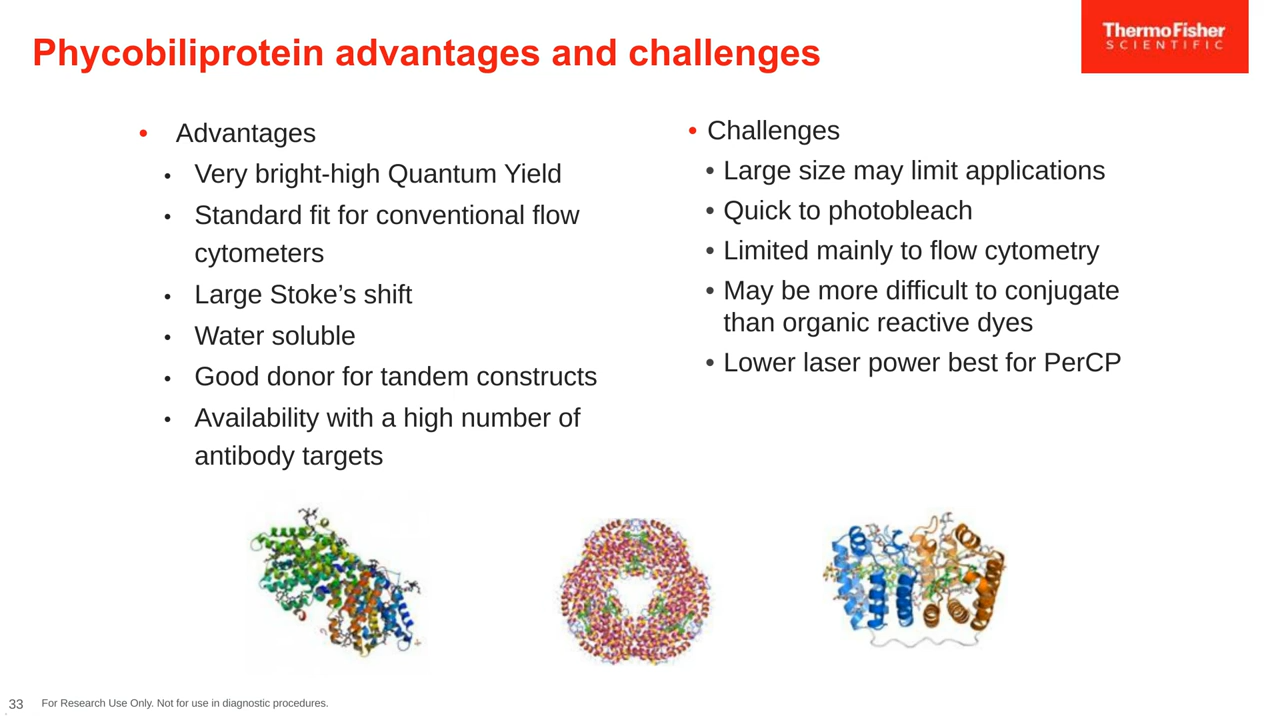 Phycobiliprotein advantages and challenges
ThermoFisher
SCIENTIFIC
• Advantages
• Very bright-high Quantum Yield
• Standard fit for conventional flow
cytometers
• Large Stoke’s shift
• Water soluble
• Good donor for tandem constructs
• Availability with a high number of
antibody targets
• Challenges
• Large size may limit applications
• Quick to photobleach
• Limited mainly to flow cytometry
• May be more difficult to conjugate
than organic reactive dyes
• Lower laser power best for PerCP
33 For Research Use Only. Not for use in diagnostic procedures.